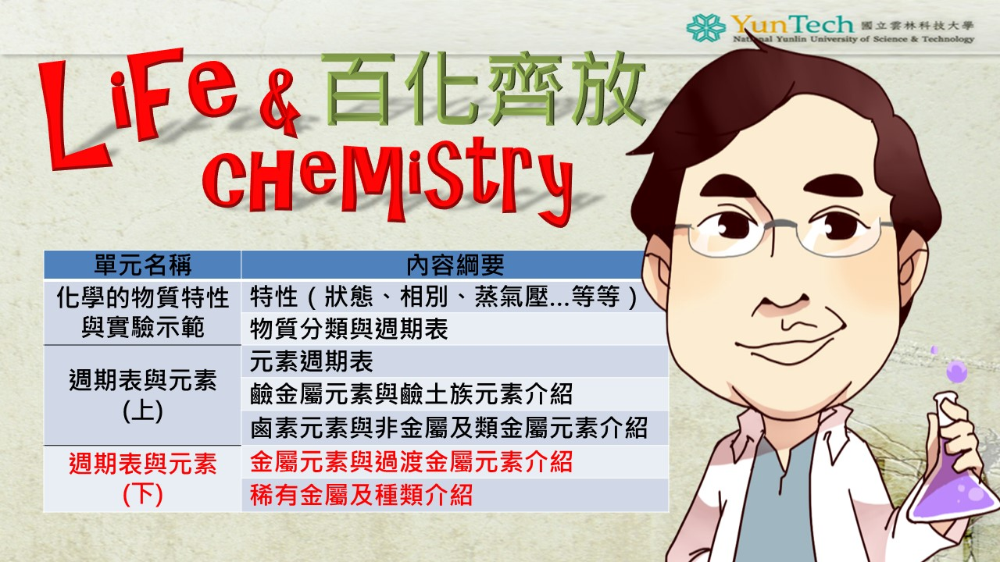 YunTech 國立雲林科技大學
National Yunlin University of Science & Technology
LiFe & 百化齊放
cHeMiStry
單元名稱 內容綱要
化學的物質特性
與實驗示範
特性(狀態、相別、蒸氣壓…等等)
物質分類與週期表
週期表與元素
(上)
元素週期表
鹼金屬元素與鹼土族元素介紹
鹵素元素與非金屬及類金屬元素介紹
週期表與元素
(下)
金屬元素與過渡金屬元素介紹
稀有金屬及種類介紹